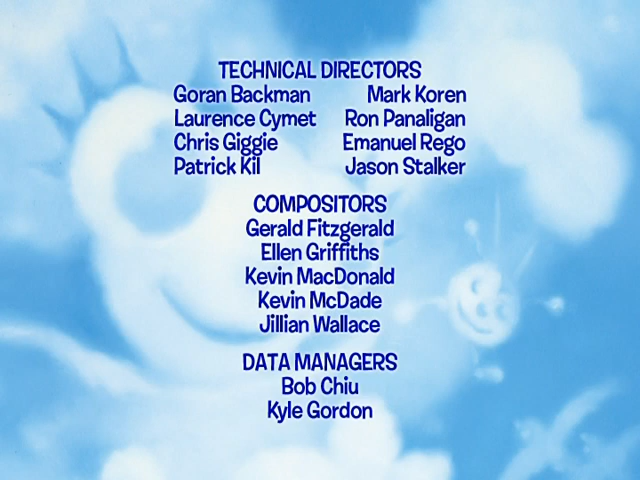 TECHNICAL DIRECTORS
Goran Backman Mark Koren
Laurence Cymet Ron Panaligan
Chris Giggie Emanuel Rego
Patrick Kil Jason Stalker
COMPOSITORS
Gerald Fitzgerald
Ellen Griffiths
Kevin MacDonald
Kevin McDade
Jillian Wallace
DATA MANAGERS
Bob Chiu
Kyle Gordon